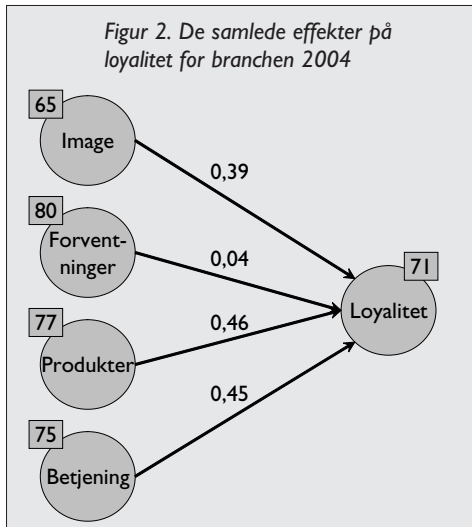 Figur 2. De samlede effekter på
loyalitet for branchen 2004
65
Image
0,39
80
Forvent-
ninger
0,04
71
Loyalitet
77
Produkter
0,46
75
Betjening
0,45